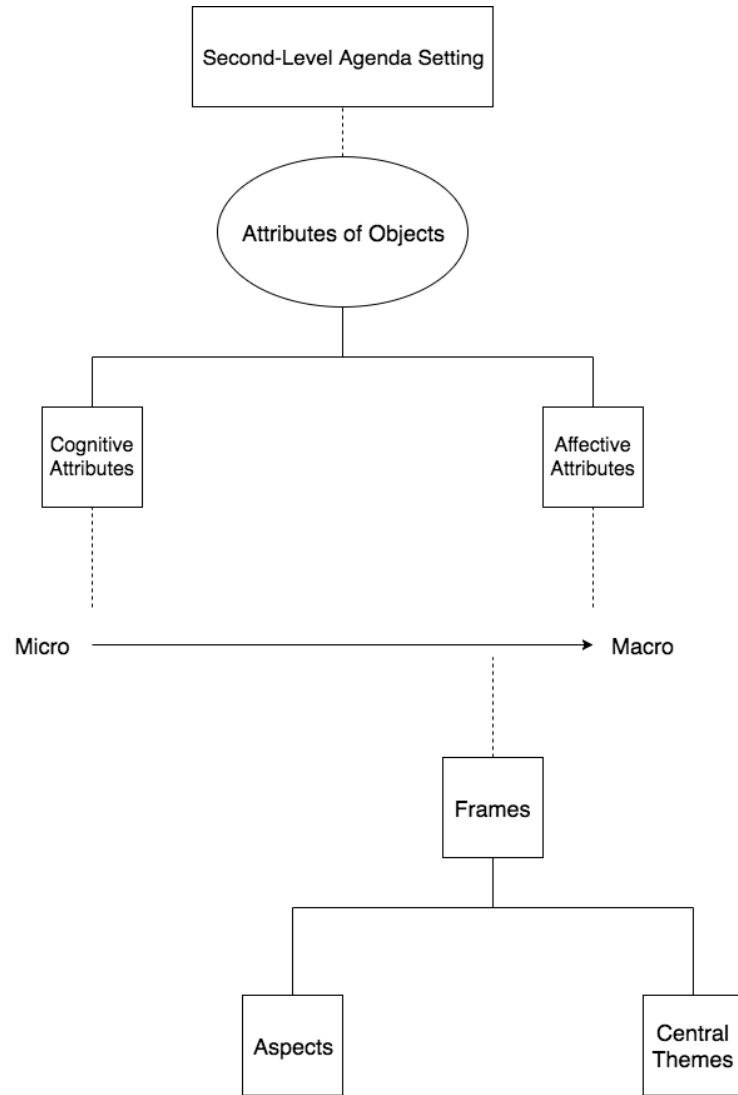 Second-Level Agenda Setting
Attributes of Objects
Cognitive
Attributes
Affective
Attributes
Micro
Macro
Frames
Aspects
Central
Themes